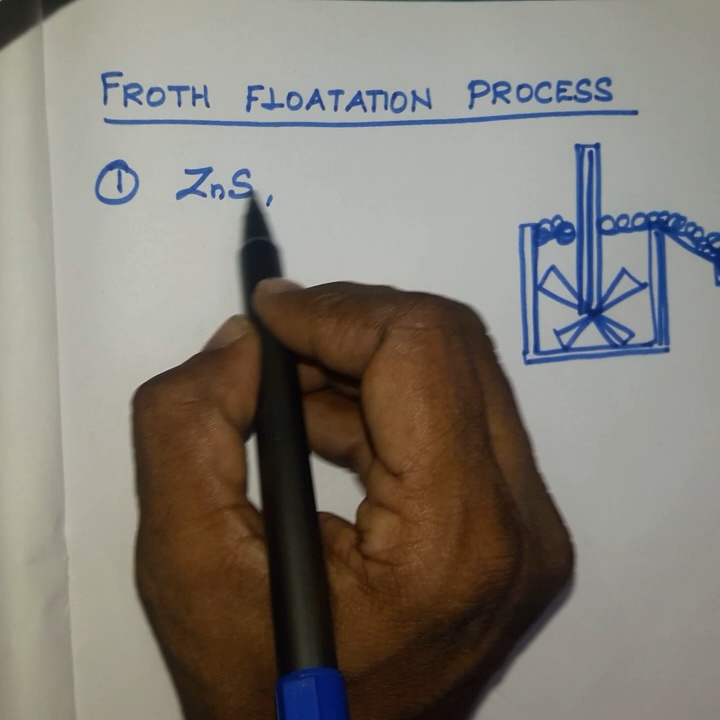 FROTH FLOATATION PROCESS
① ZnS,